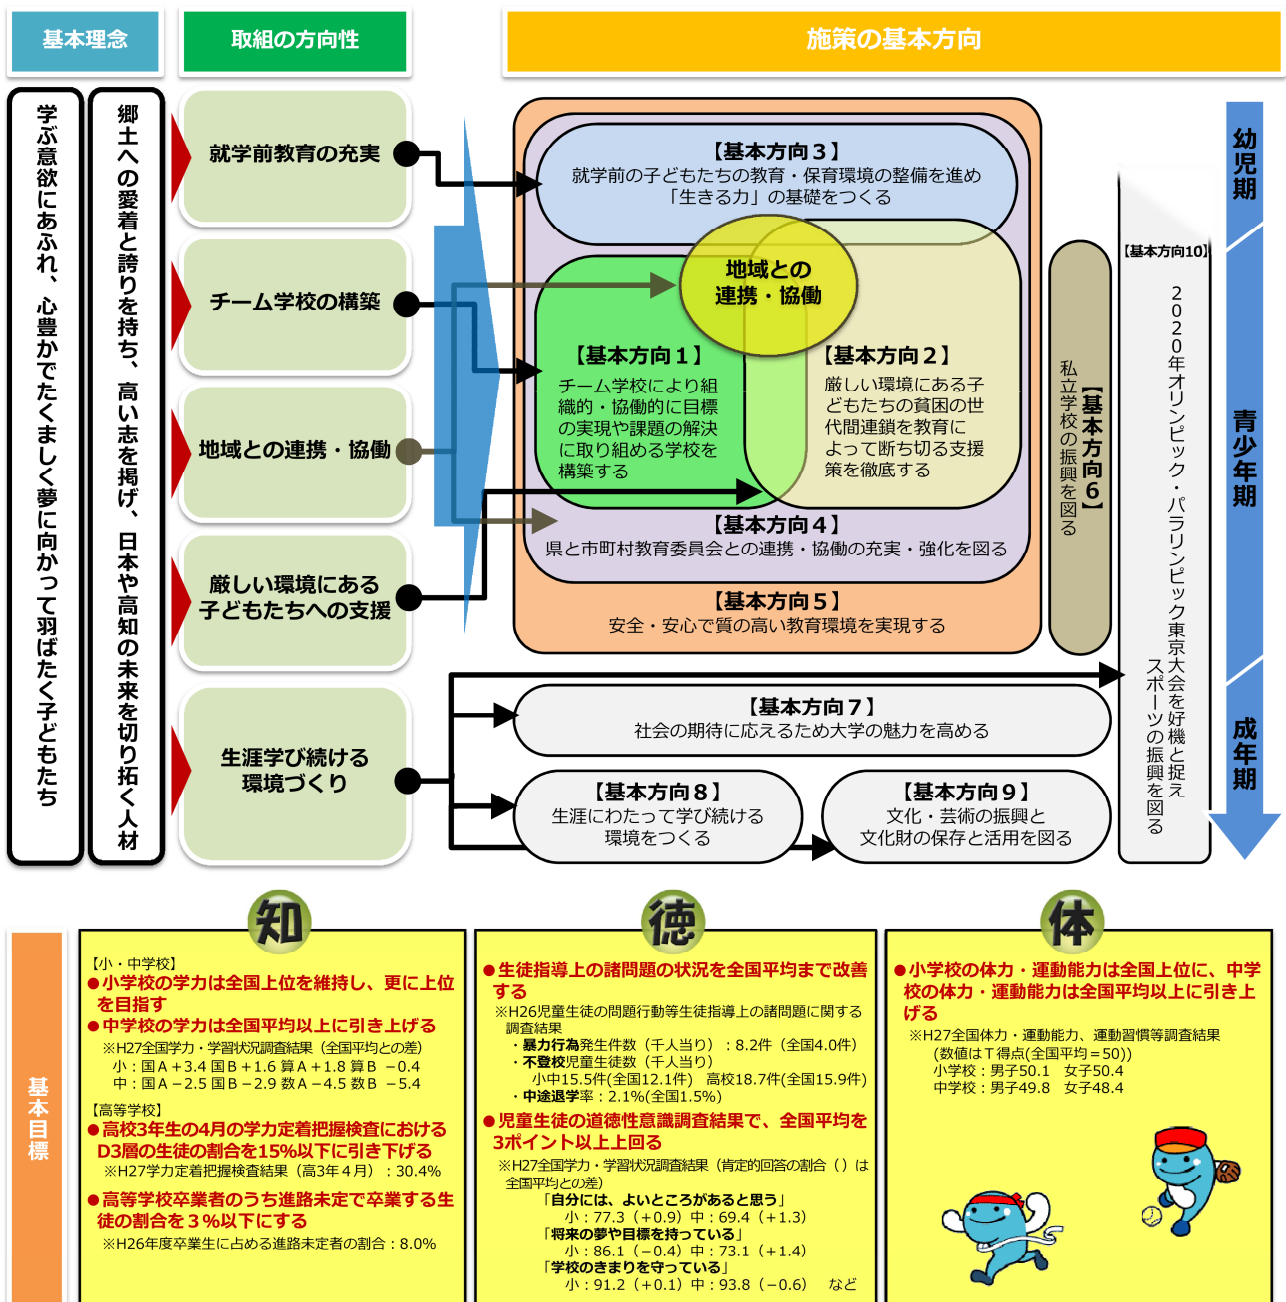 基本理念
取組の方向性
施策の基本方向
学ぶ意欲にあふれ、心豊かでたくましく夢に向かって羽ばたく子どもたち
郷土への愛着と誇りを持ち、高い志を掲げ、日本や高知の未来を切り拓く人材
就学前教育の充実
チーム学校の構築
地域との連携・協働
厳しい環境にある
子どもたちへの支援
生涯学び続ける
環境づくり
【基本方向３】
就学前の子どもたちの教育・保育環境の整備を進め
「生きる力」の基礎をつくる
地域との
連携・協働
【基本方向１】
チーム学校により組
織的・協働的に目標
の実現や課題の解決
に取り組める学校を
構築する
【基本方向２】
厳しい環境にある子
どもたちの貧困の世
代間連鎖を教育に
よって断ち切る支援
策を徹底する
【基本方向４】
県と市町村教育委員会との連携・協働の充実・強化を図る
【基本方向５】
安全・安心で質の高い教育環境を実現する
【基本方向６】
私立学校の振興を図る
【基本方向７】
社会の期待に応えるため大学の魅力を高める
【基本方向８】
生涯にわたって学び続ける
環境をつくる
【基本方向９】
文化・芸術の振興と
文化財の保存と活用を図る
【基本方向10】
２０２０年オリンピック・パラリンピック東京大会を好機と捉え
スポーツの振興を図る
幼児期
青少年期
成年期
基本目標
知
【小・中学校】
●小学校の学力は全国上位を維持し、更に上位
を目指す
●中学校の学力は全国平均以上に引き上げる
※H27全国学力・学習状況調査結果（全国平均との差）
小：国Ａ＋3.4 国Ｂ＋1.6 算Ａ＋1.8 算Ｂ －0.4
中：国Ａ－2.5 国Ｂ－2.9 数Ａ－4.5 数Ｂ －5.4
【高等学校】
●高校3年生の4月の学力定着把握検査における
D3層の生徒の割合を15%以下に引き下げる
※H27学力定着把握検査結果（高3年４月）：30.4%
●高等学校卒業者のうち進路未定で卒業する生
徒の割合を３%以下にする
※H26年度卒業生に占める進路未定者の割合：8.0%
徳
●生徒指導上の諸問題の状況を全国平均まで改善
する
※H26児童生徒の問題行動等生徒指導上の諸問題に関する
調査結果
・暴力行為発生件数（千人当り）：8.2件（全国4.0件）
・不登校児童生徒数（千人当り）
小中15.5件(全国12.1件)　高校18.7件(全国15.9件)
・中途退学率：2.1%(全国1.5%)
●児童生徒の道徳性意識調査結果で、全国平均を
3ポイント以上上回る
※H27全国学力・学習状況調査結果（肯定的回答の割合（ ）は
全国平均との差）
「自分には、よいところがあると思う」
小：77.3（+0.9）中：69.4（+1.3）
「将来の夢や目標を持っている」
小：86.1（－0.4）中：73.1（+1.4）
「学校のきまりを守っている」
小：91.2（+0.1）中：93.8（－0.6）　など
体
●小学校の体力・運動能力は全国上位に、中学
校の体力・運動能力は全国平均以上に引き上
げる
※H27全国体力・運動能力、運動習慣等調査結果
(数値はＴ得点(全国平均＝50))
小学校：男子50.1　女子50.4
中学校：男子49.8　女子48.4